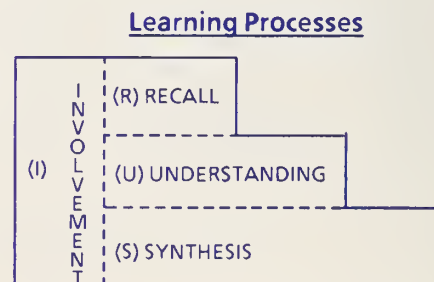 Learning Processes
(I)
INVOLVEMENT
(R) RECALL
(U) UNDERSTANDING
(S) SYNTHESIS